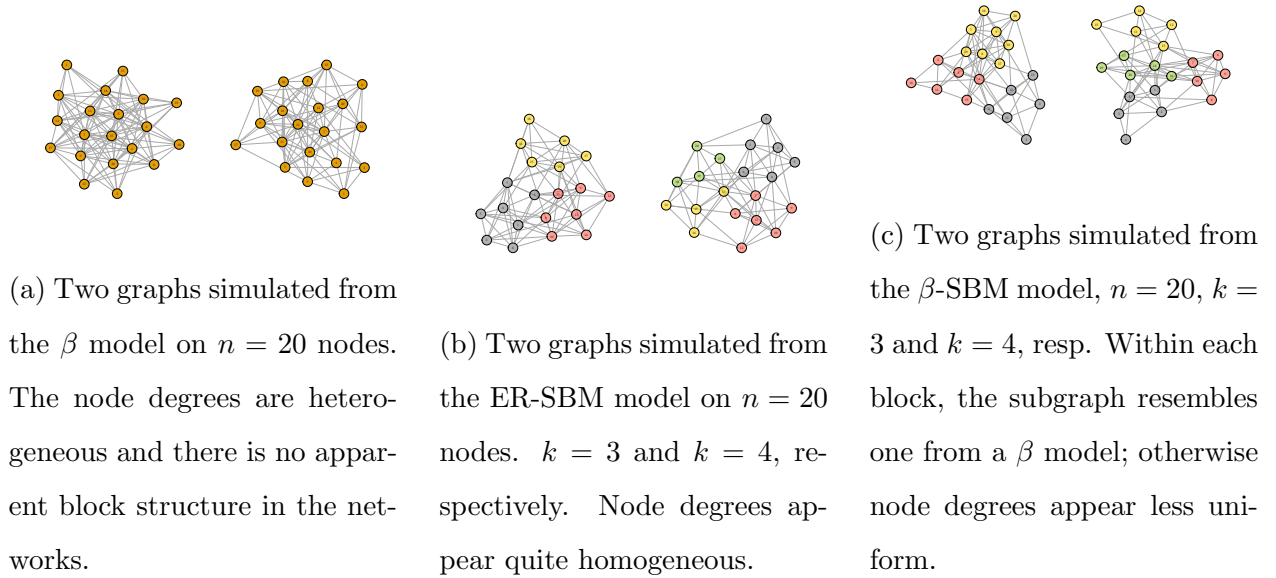 (a) Two graphs simulated from
the β model on n = 20 nodes.
The node degrees are hetero-
geneous and there is no appar-
ent block structure in the net-
works.
(b) Two graphs simulated from
the ER-SBM model on n = 20
nodes. k = 3 and k = 4, re-
spectively. Node degrees ap-
pear quite homogeneous.
(c) Two graphs simulated from
the β-SBM model, n = 20, k =
3 and k = 4, resp. Within each
block, the subgraph resembles
one from a β model; otherwise
node degrees appear less uni-
form.